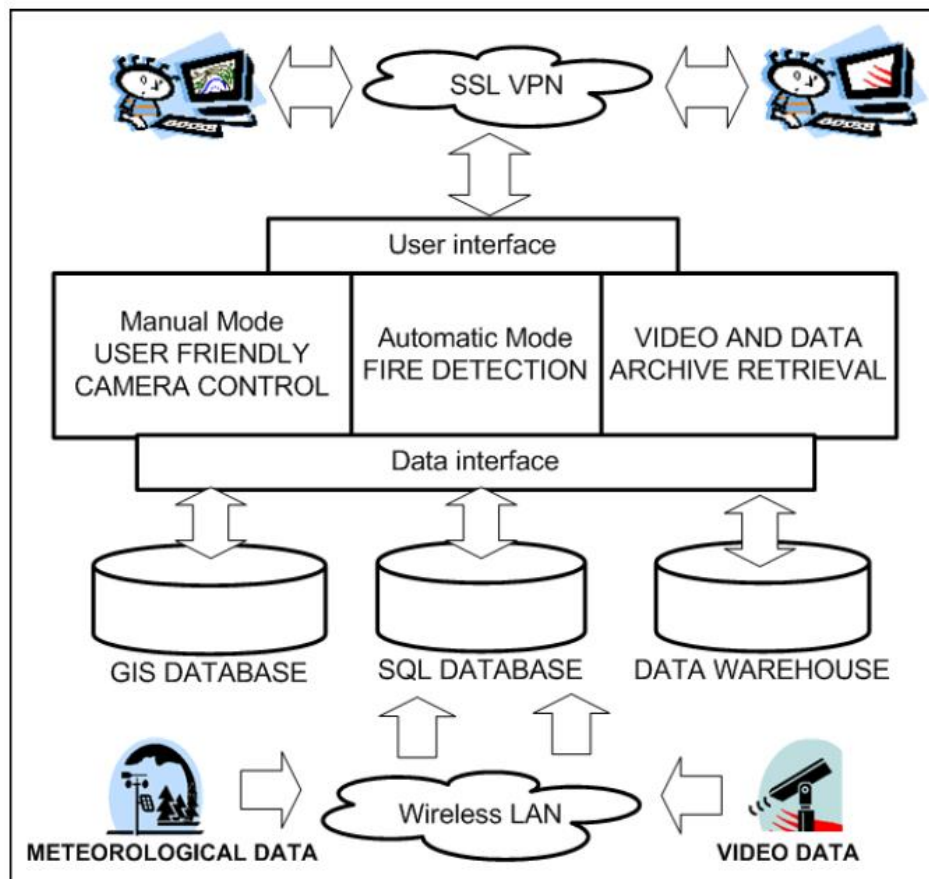 SSL VPN
User interface
Manual Mode
USER FRIENDLY
CAMERA CONTROL
Automatic Mode
FIRE DETECTION
VIDEO AND DATA
ARCHIVE RETRIEVAL
Data interface
GIS DATABASE
SQL DATABASE
DATA WAREHOUSE
Wireless LAN
METEOROLOGICAL DATA
VIDEO DATA